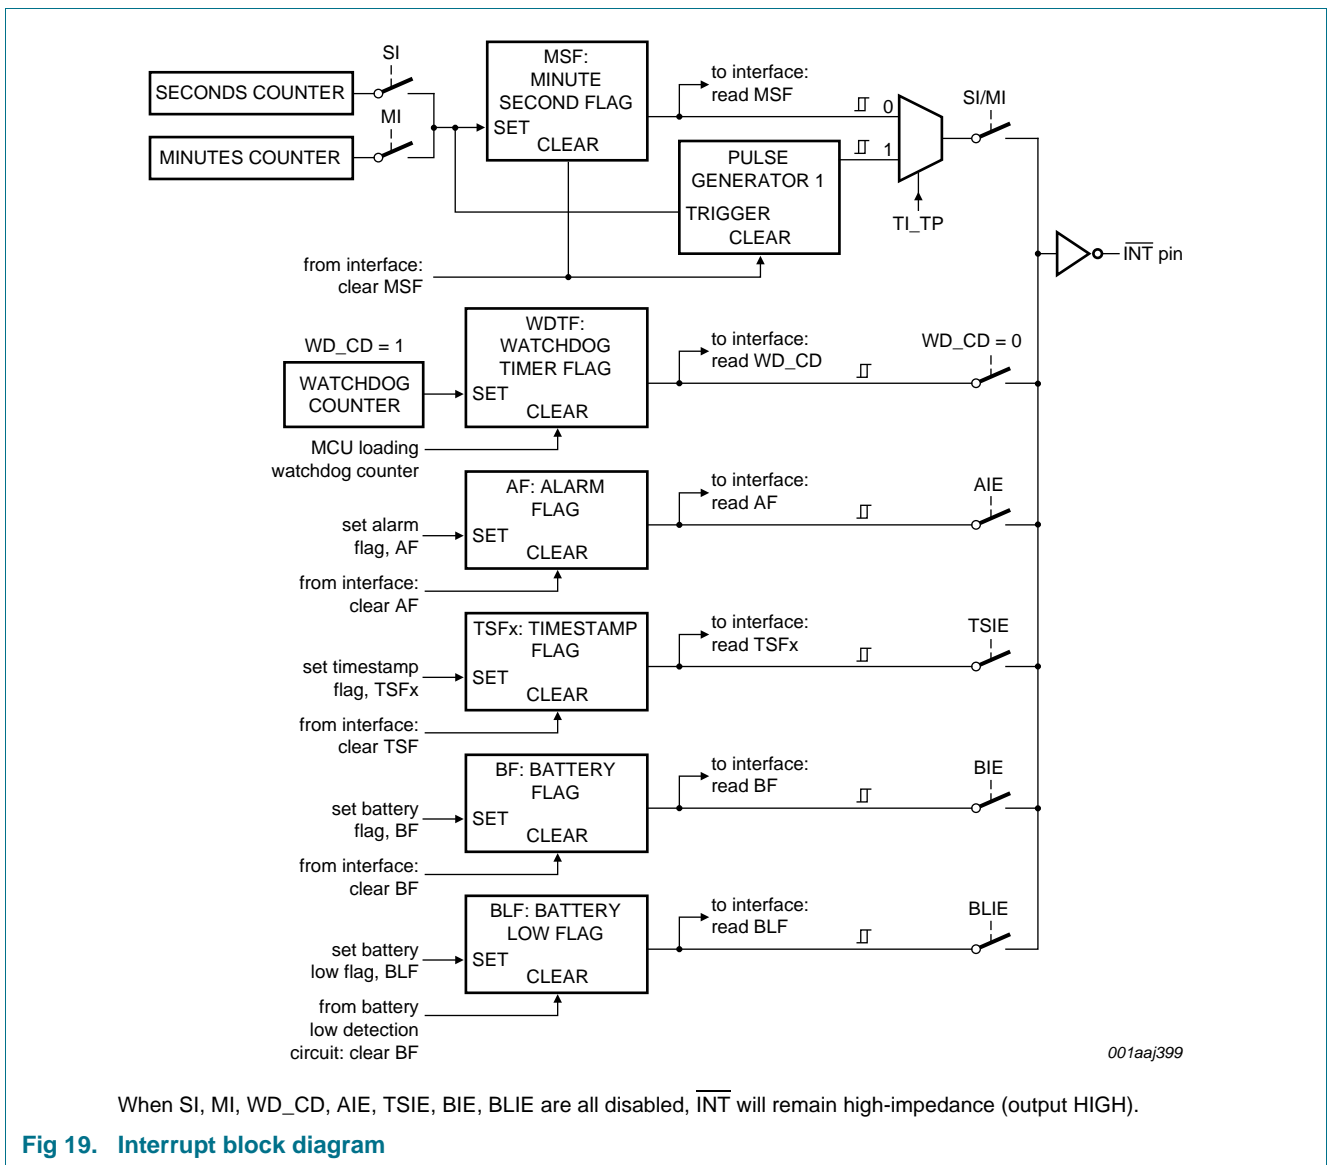 SI
SECONDS COUNTER
MI
MINUTES COUNTER
MSF:
MINUTE
SECOND FLAG
SET
CLEAR
to interface:
read MSF
0
1
SI/MI
PULSE
GENERATOR 1
TRIGGER
CLEAR
TI_TP
from interface:
clear MSF
INT pin
WD_CD = 1
WATCHDOG
COUNTER
WDTF:
WATCHDOG
TIMER FLAG
SET
CLEAR
to interface:
read WD_CD
WD_CD = 0
MCU loading
watchdog counter
AF: ALARM
FLAG
SET
CLEAR
to interface:
read AF
AIE
set alarm
flag, AF
from interface:
clear AF
TSFx: TIMESTAMP
FLAG
SET
CLEAR
to interface:
read TSFx
TSIE
set timestamp
flag, TSFx
from interface:
clear TSF
BF: BATTERY
FLAG
SET
CLEAR
to interface:
read BF
BIE
set battery
flag, BF
from interface:
clear BF
BLF: BATTERY
LOW FLAG
SET
CLEAR
to interface:
read BLF
BLIE
set battery
low flag, BLF
from battery
low detection
circuit: clear BF
001aaj399
When SI, MI, WD_CD, AIE, TSIE, BIE, BLIE are all disabled, INT will remain high-impedance (output HIGH).
Fig 19. Interrupt block diagram